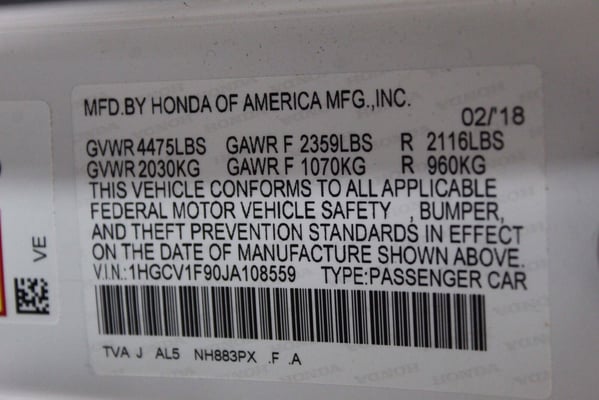 MFD.BY HONDA OF AMERICA MFG.,INC.
02/'18
GVWR 4475LBS GAWR F 2359LBS R 2116LBS
GVWR 2030KG GAWR F 1070KG R 960KG
THIS VEHICLE CONFORMS TO ALL APPLICABLE
FEDERAL MOTOR VEHICLE SAFETY , BUMPER,
AND THEFT PREVENTION STANDARDS IN EFFECT
ON THE DATE OF MANUFACTURE SHOWN ABOVE.
V.I.N.:1HGCV1F90JA108559 TYPE:PASSENGER CAR
TVA J AL5 NH883PX .F .A
VE